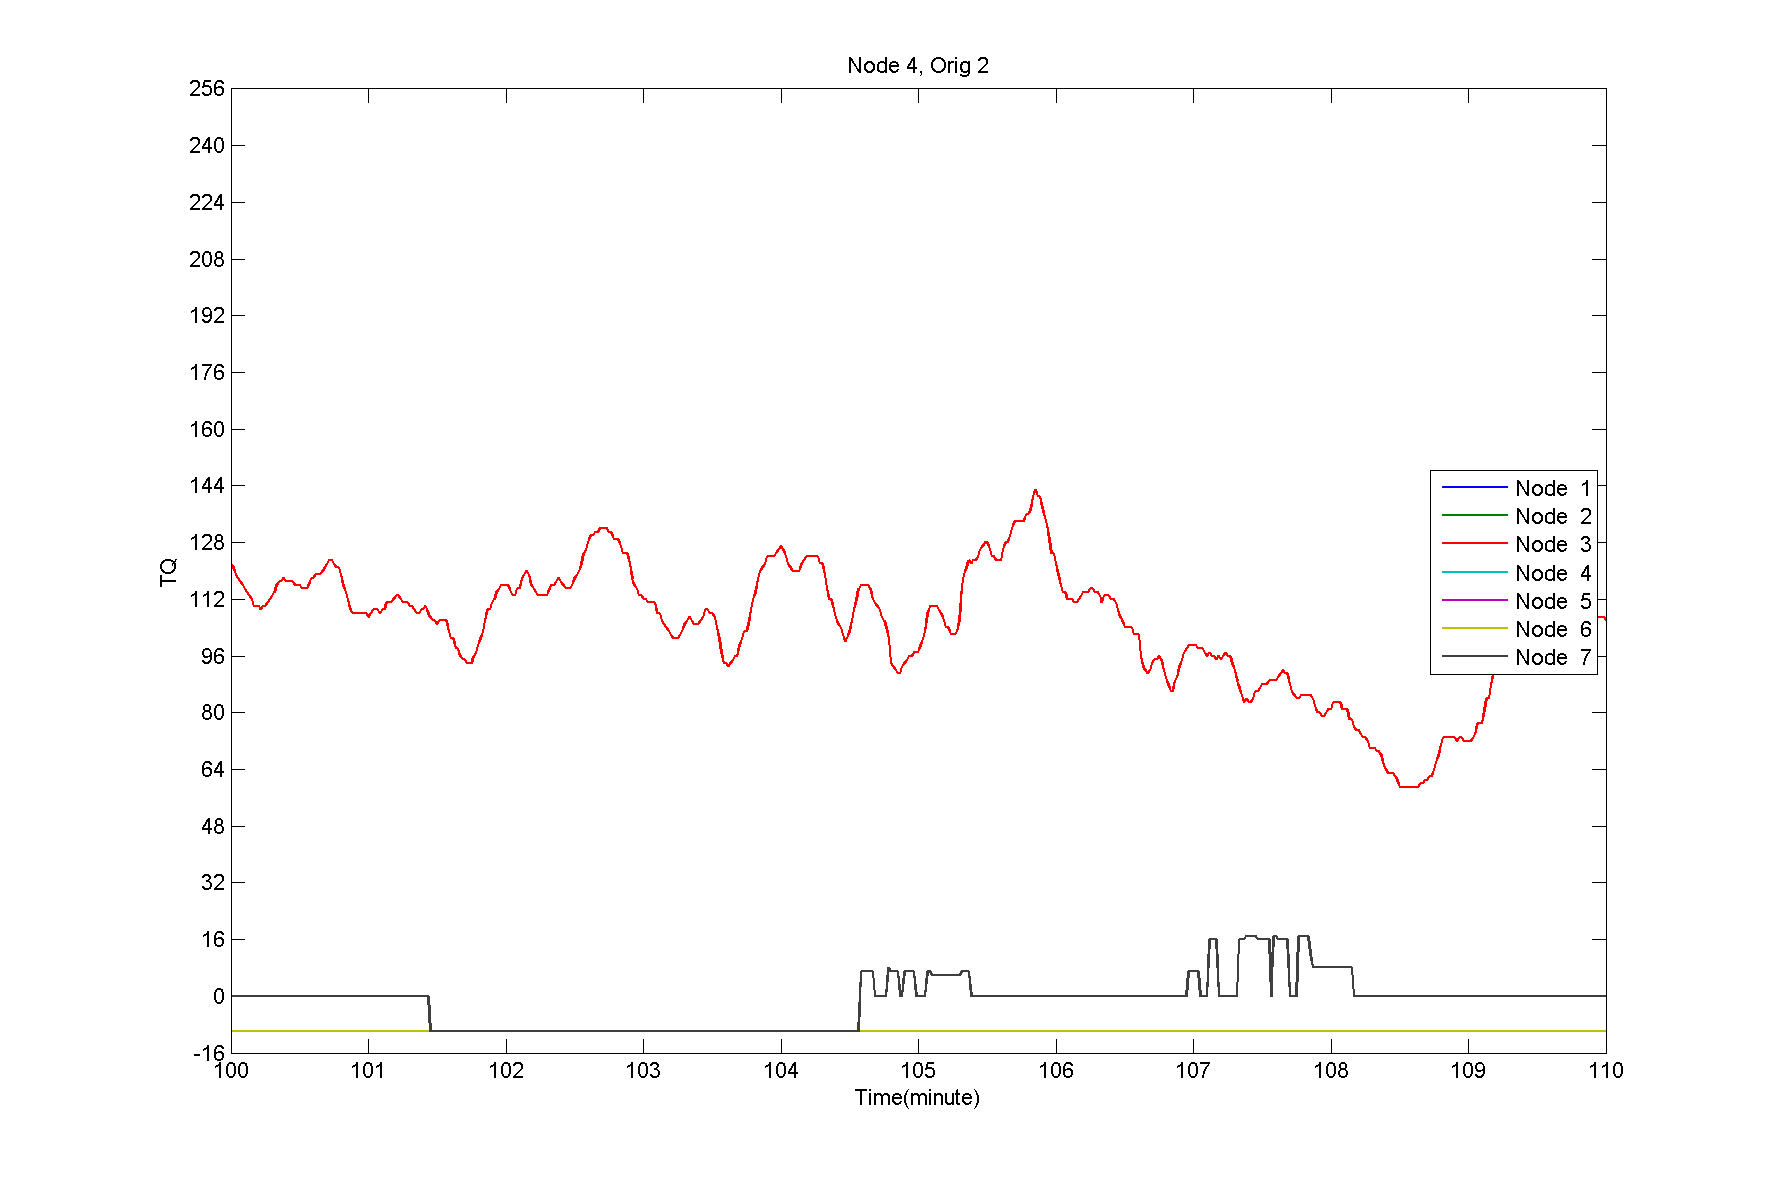 Node 4, Orig 2
256
240
224
208
192
176
160
144
128
112
96
80
64
48
32
16
0
-16
TQ
Node 1
Node 2
Node 3
Node 4
Node 5
Node 6
Node 7
100 101 102 103 104 105 106 107 108 109 110
Time(minute)